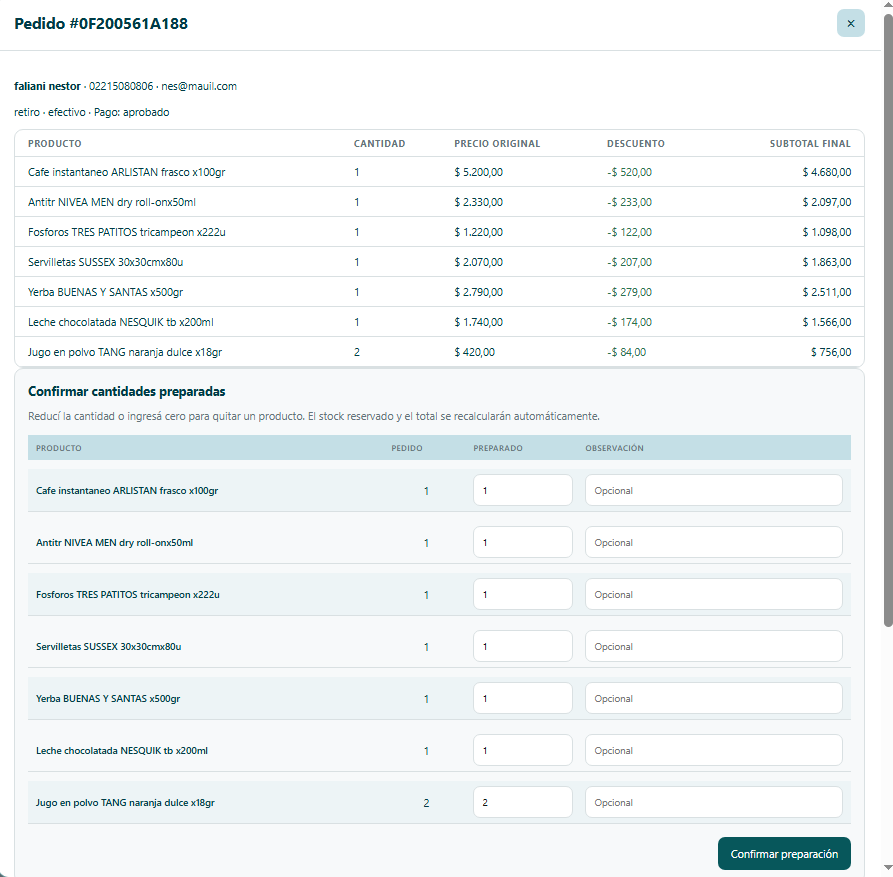 Pedido #0F200561A188
×
faliani nestor · 02215080806 · nes@mauil.com
retiro · efectivo · Pago: aprobado
PRODUCTO CANTIDAD PRECIO ORIGINAL DESCUENTO SUBTOTAL FINAL
Cafe instantaneo ARLISTAN frasco x100gr 1 $ 5.200,00 -$ 520,00 $ 4.680,00
Antitr NIVEA MEN dry roll-onx50ml 1 $ 2.330,00 -$ 233,00 $ 2.097,00
Fosforos TRES PATITOS tricampeon x222u 1 $ 1.220,00 -$ 122,00 $ 1.098,00
Servilletas SUSSEX 30x30cmx80u 1 $ 2.070,00 -$ 207,00 $ 1.863,00
Yerba BUENAS Y SANTAS x500gr 1 $ 2.790,00 -$ 279,00 $ 2.511,00
Leche chocolatada NESQUIK tb x200ml 1 $ 1.740,00 -$ 174,00 $ 1.566,00
Jugo en polvo TANG naranja dulce x18gr 2 $ 420,00 -$ 84,00 $ 756,00
Confirmar cantidades preparadas
Reducí la cantidad o ingresá cero para quitar un producto. El stock reservado y el total se recalcularán automáticamente.
PRODUCTO PEDIDO PREPARADO OBSERVACIÓN
Cafe instantaneo ARLISTAN frasco x100gr 1 1 Opcional
Antitr NIVEA MEN dry roll-onx50ml 1 1 Opcional
Fosforos TRES PATITOS tricampeon x222u 1 1 Opcional
Servilletas SUSSEX 30x30cmx80u 1 1 Opcional
Yerba BUENAS Y SANTAS x500gr 1 1 Opcional
Leche chocolatada NESQUIK tb x200ml 1 1 Opcional
Jugo en polvo TANG naranja dulce x18gr 2 2 Opcional
Confirmar preparación